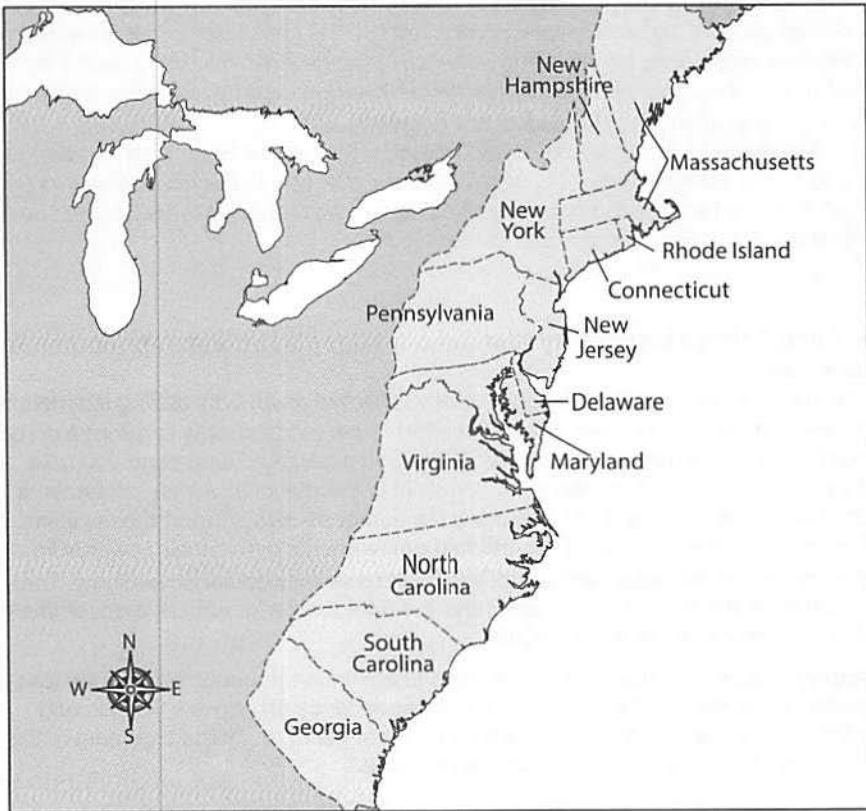 New
Hampshire
Massachusetts
New
York
Rhode Island
Connecticut
Pennsylvania
New
Jersey
Delaware
Maryland
Virginia
North
Carolina
South
Carolina
Georgia
N
W
E
S